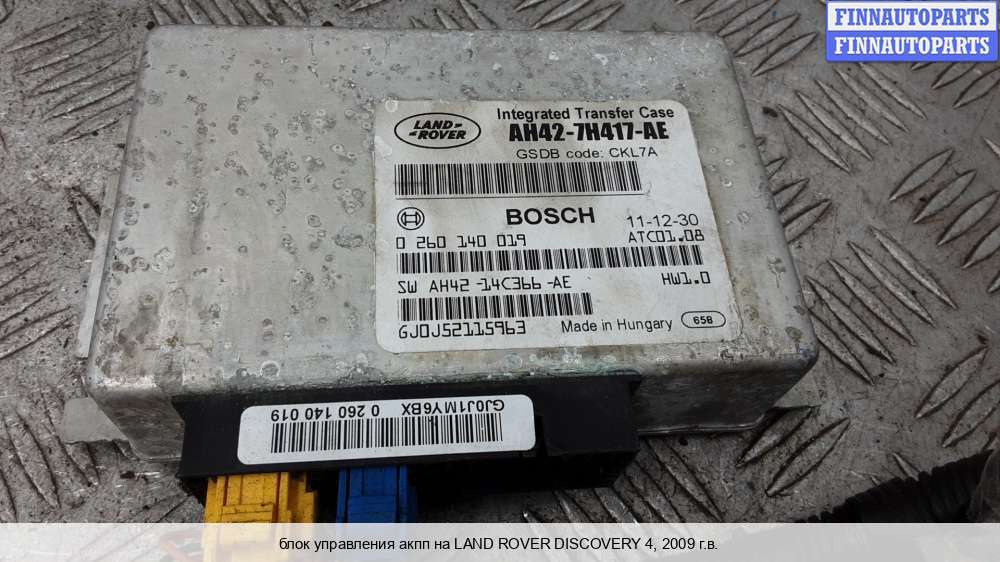 FINNAUTOPARTS
FINNAUTOPARTS
LAND-
-ROVER
Integrated Transfer Case
AH42-7H417-AE
GSDB code: CKL7A
BOSCH
11-12-30
0 260 140 019
ATC01.08
SW AH42-14C366-AE
HW1.0
GJ0J52115963
Made in Hungary
658
GJ0J1MY6BX 0 260 140 019
блок управления акпп на LAND ROVER DISCOVERY 4, 2009 г.в.